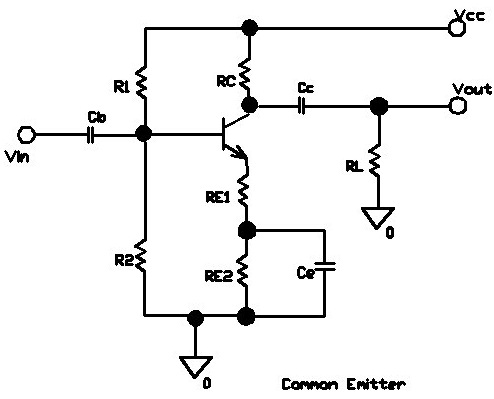 Vcc
R1
RC
Cc
Vout
Cb
Vin
RL
RE1
0
R2
RE2
Ce
0
Common Emitter